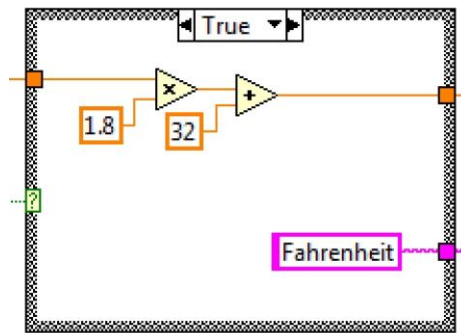 True
×
+
1.8
32
?
Fahrenheit